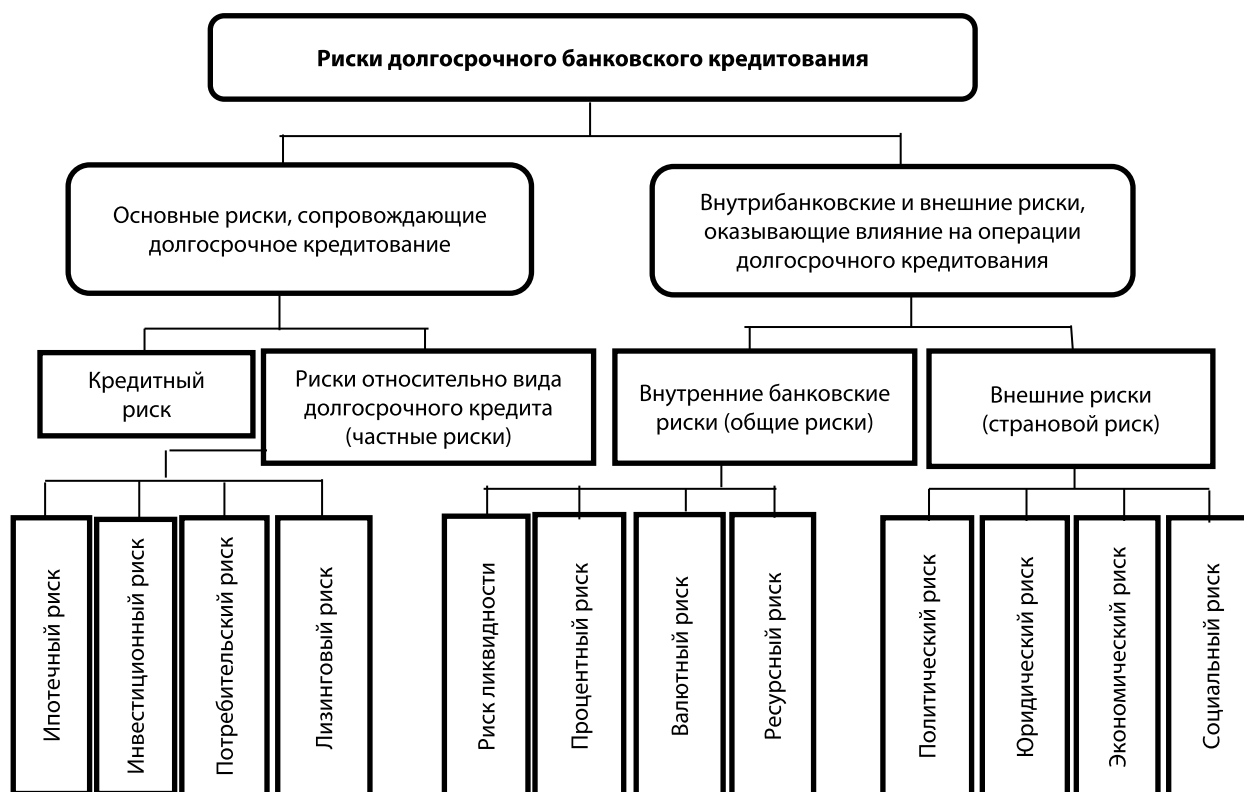 Риски долгосрочного банковского кредитования
Основные риски, сопровождающие
долгосрочное кредитование
Внутрибанковские и внешние риски,
оказывающие влияние на операции
долгосрочного кредитования
Кредитный
риск
Риски относительно вида
долгосрочного кредита
(частные риски)
Внутренние банковские
риски (общие риски)
Внешние риски
(страновой риск)
Ипотечный риск
Инвестиционный риск
Потребительский риск
Лизинговый риск
Риск ликвидности
Процентный риск
Валютный риск
Ресурсный риск
Политический риск
Юридический риск
Экономический риск
Социальный риск